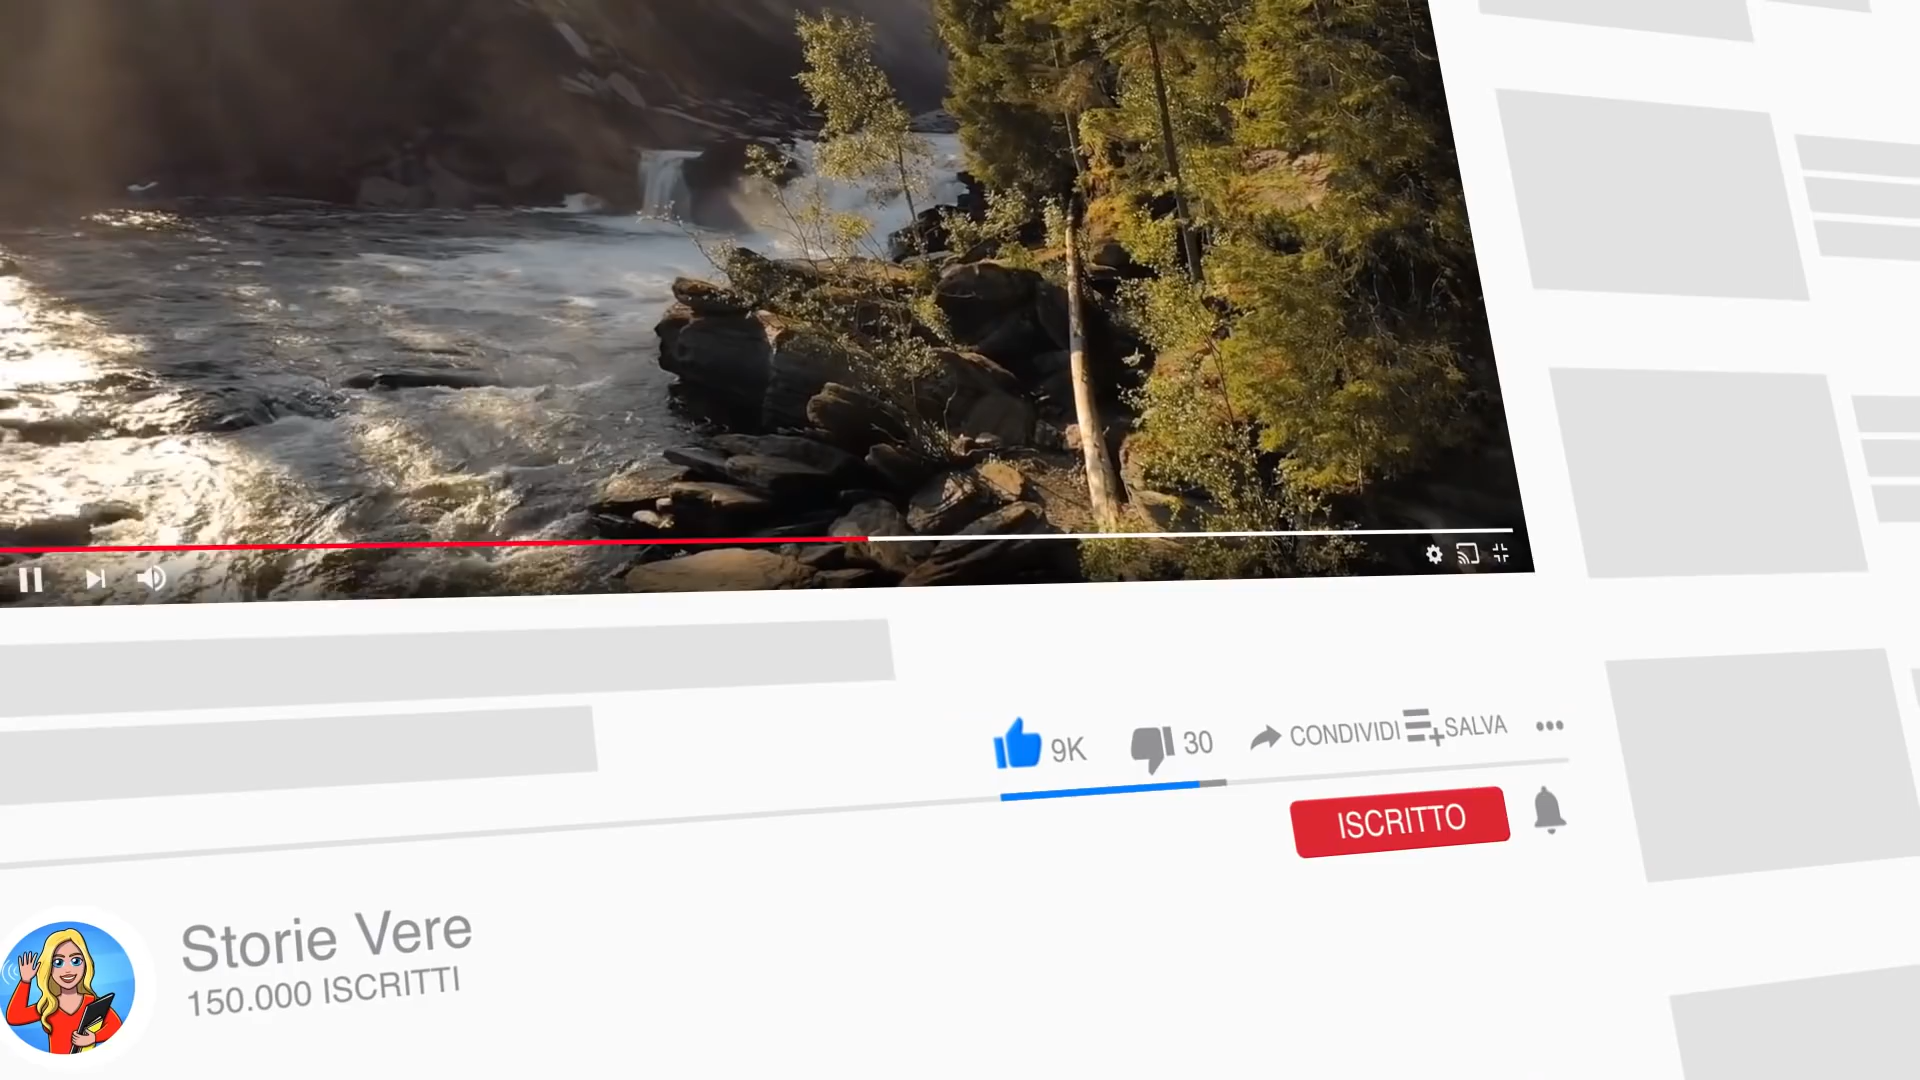 9K
30
CONDIVIDI
SALVA
ISCRITTO
Storie Vere
150.000 ISCRITTI